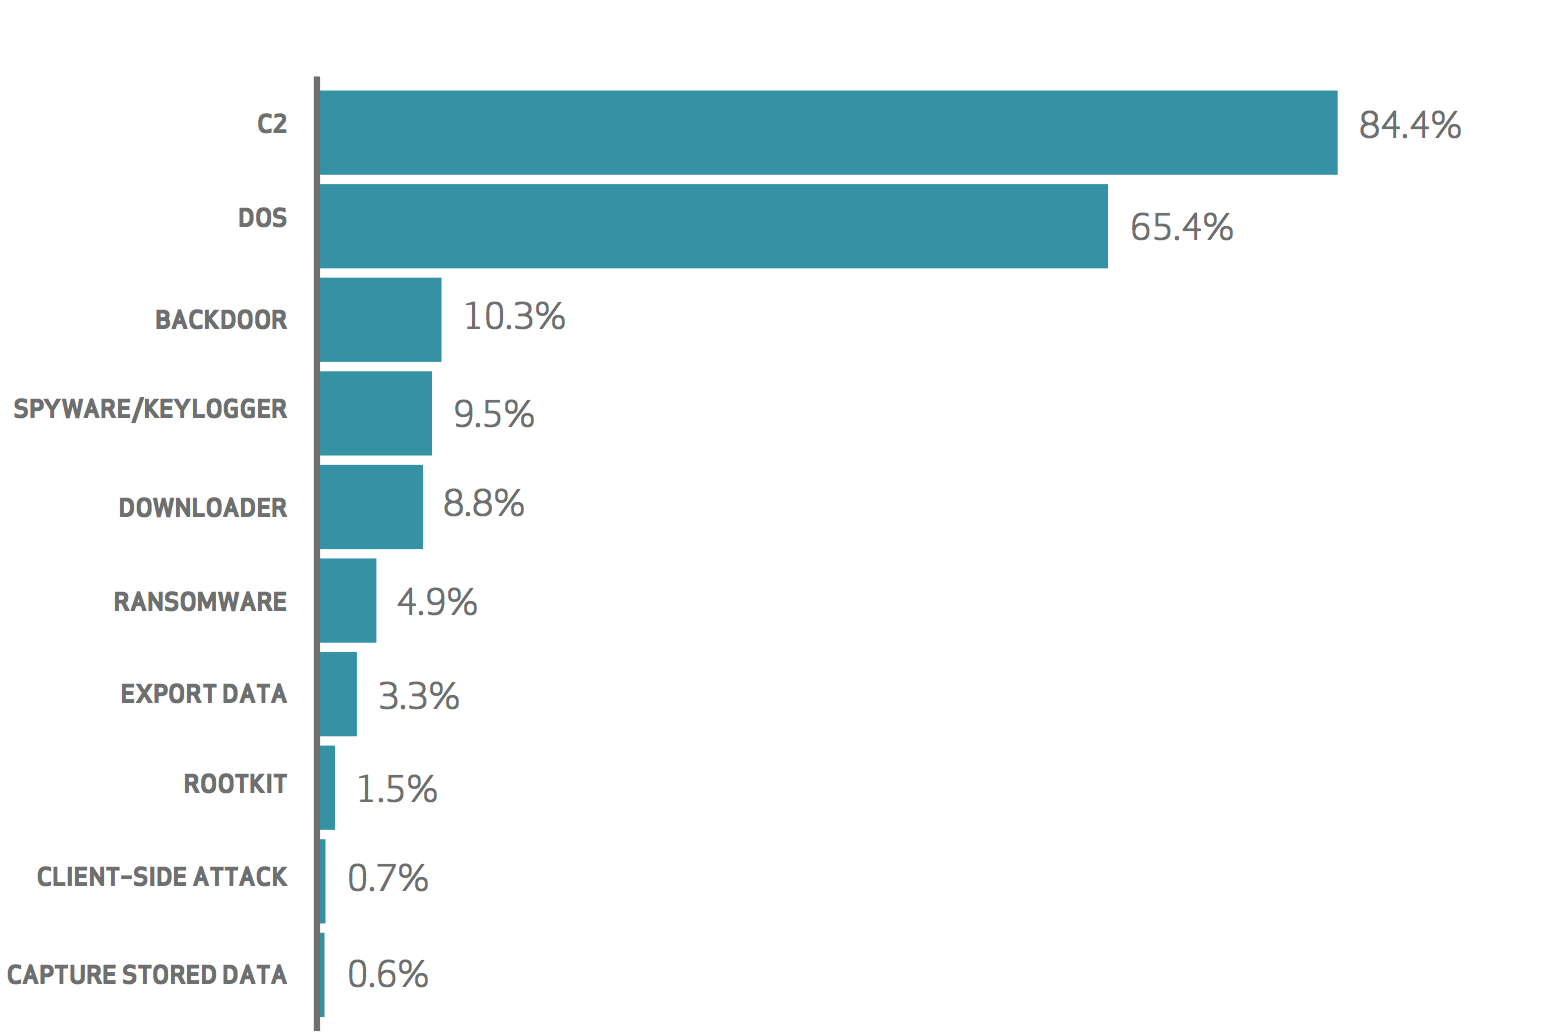 C2 84.4%
DOS 65.4%
BACKDOOR 10.3%
SPYWARE/KEYLOGGER 9.5%
DOWNLOADER 8.8%
RANSOMWARE 4.9%
EXPORT DATA 3.3%
ROOTKIT 1.5%
CLIENT-SIDE ATTACK 0.7%
CAPTURE STORED DATA 0.6%